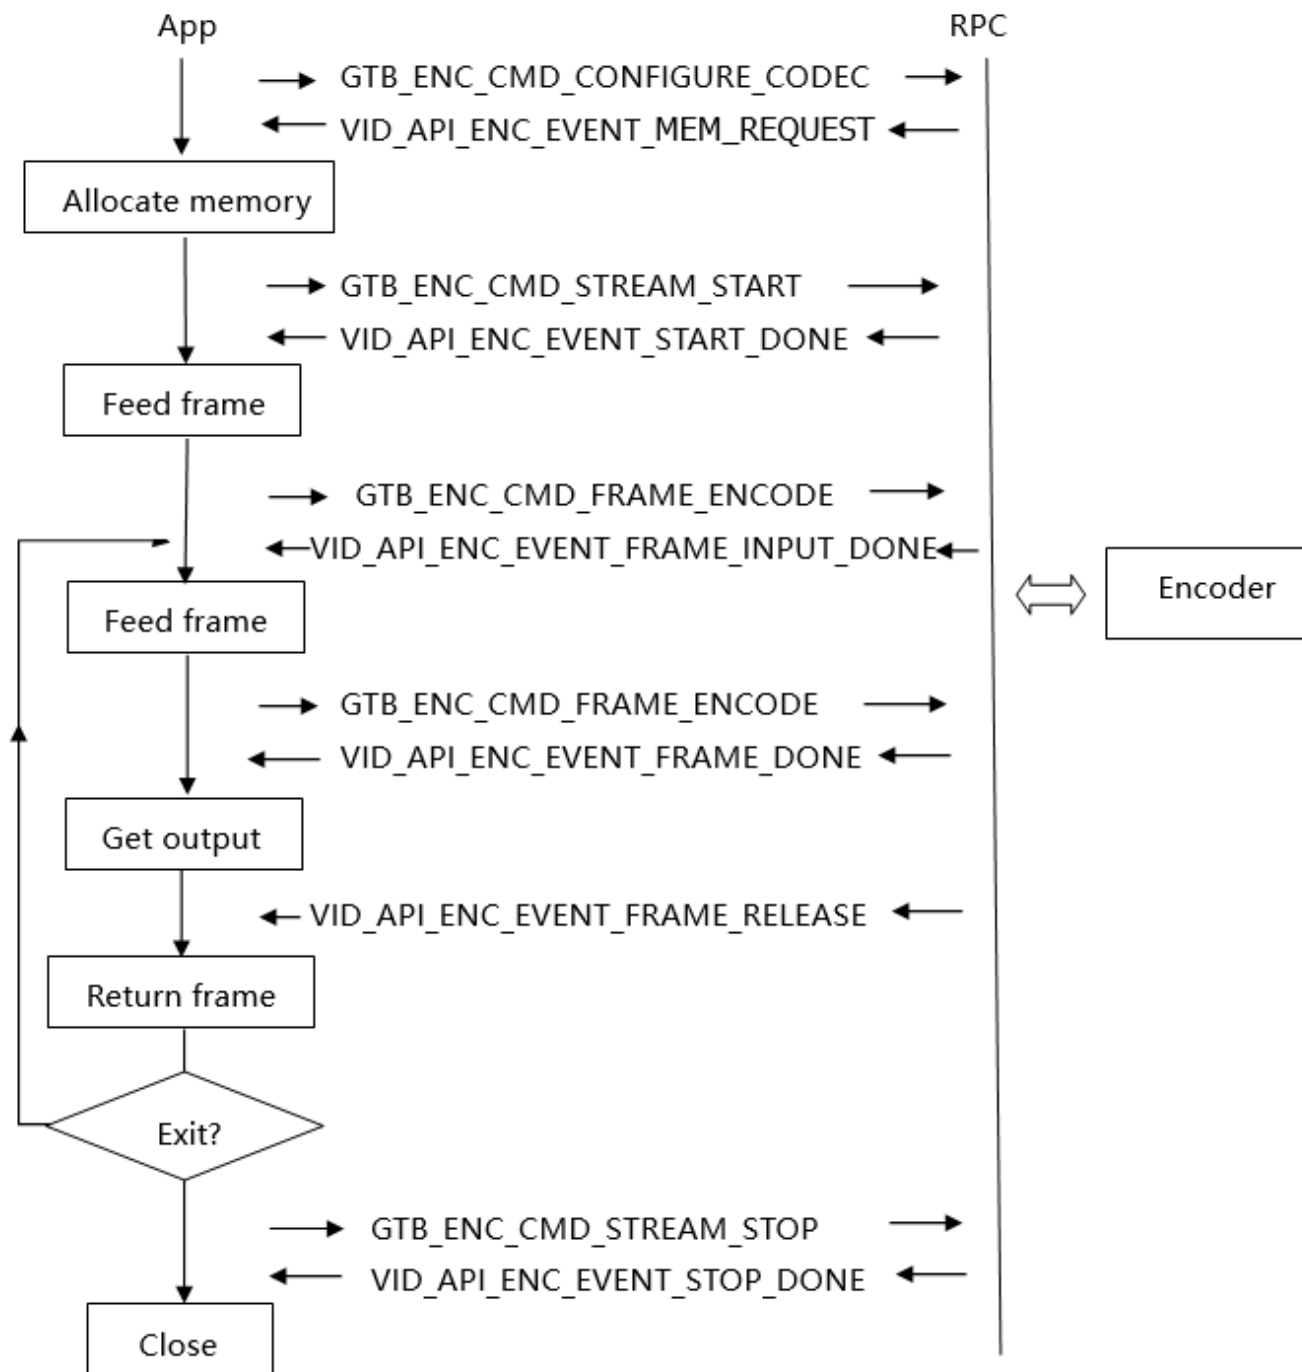 App
RPC
GTB_ENC_CMD_CONFIGURE_CODEC
VID_API_ENC_EVENT_MEM_REQUEST
Allocate memory
GTB_ENC_CMD_STREAM_START
VID_API_ENC_EVENT_START_DONE
Feed frame
GTB_ENC_CMD_FRAME_ENCODE
VID_API_ENC_EVENT_FRAME_INPUT_DONE
Encoder
Feed frame
GTB_ENC_CMD_FRAME_ENCODE
VID_API_ENC_EVENT_FRAME_DONE
Get output
VID_API_ENC_EVENT_FRAME_RELEASE
Return frame
Exit?
GTB_ENC_CMD_STREAM_STOP
VID_API_ENC_EVENT_STOP_DONE
Close